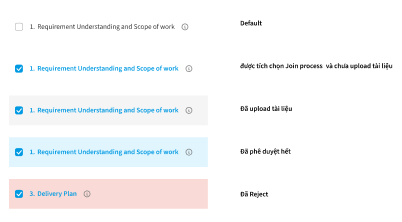 1. Requirement Understanding and Scope of work
Default
1. Requirement Understanding and Scope of work
được tích chọn Join process và chưa upload tài liệu
1. Requirement Understanding and Scope of work
Đã upload tài liệu
1. Requirement Understanding and Scope of work
Đã phê duyệt hết
3. Delivery Plan
Đã Reject